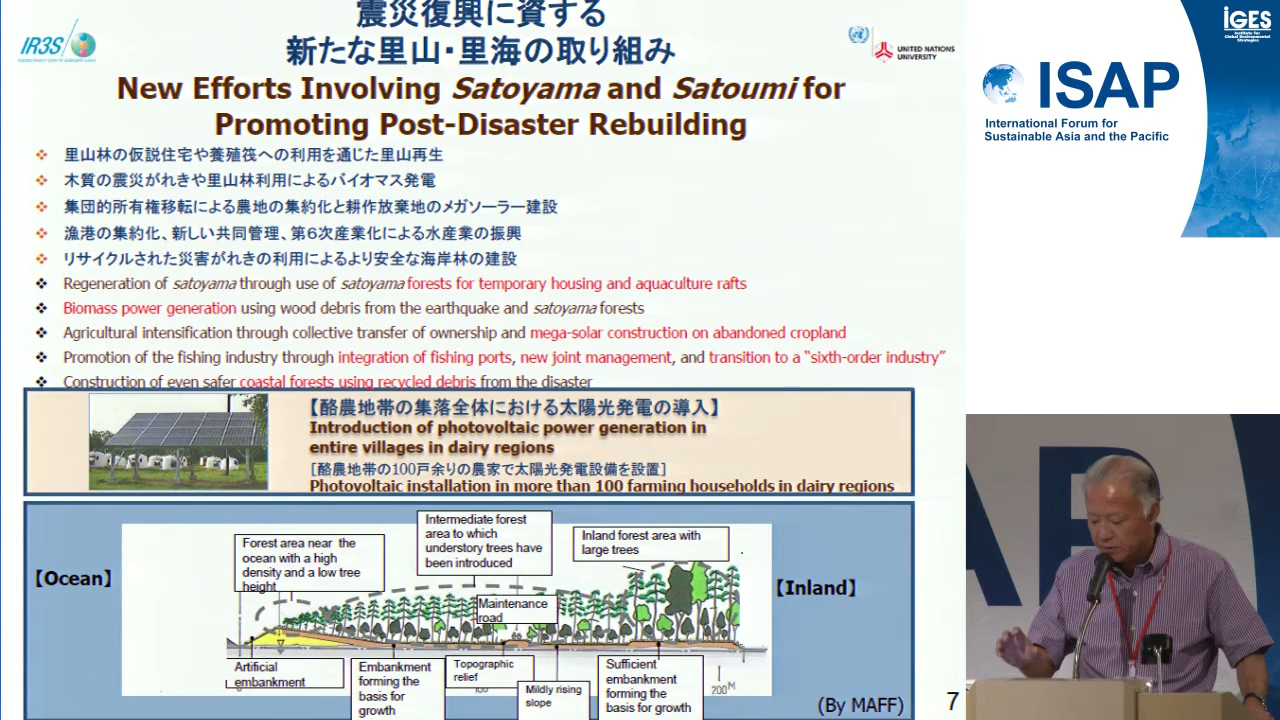 震災復興に資する
新たな里山・里海の取り組み
IR3S
UNITED NATIONS
UNIVERSITY
New Efforts Involving Satoyama and Satoumi for
Promoting Post-Disaster Rebuilding
里山林の仮説住宅や養殖筏への利用を通じた里山再生
木質の震災がれきや里山林利用によるバイオマス発電
集団的所有権移転による農地の集約化と耕作放棄地のメガソーラー建設
漁港の集約化、新しい共同管理、第6次産業化による水産業の振興
リサイクルされた災害がれきの利用によるより安全な海岸林の建設
Regeneration of satoyama through use of satoyama forests for temporary housing and aquaculture rafts
Biomass power generation using wood debris from the earthquake and satoyama forests
Agricultural intensification through collective transfer of ownership and mega-solar construction on abandoned cropland
Promotion of the fishing industry through integration of fishing ports, new joint management, and transition to a “sixth-order industry”
Construction of even safer coastal forests using recycled debris from the disaster
【酪農地帯の集落全体における太陽光発電の導入】
Introduction of photovoltaic power generation in
entire villages in dairy regions
［酪農地帯の100戸余りの農家で太陽光発電設備を設置］
Photovoltaic installation in more than 100 farming households in dairy regions
【Ocean】
Forest area near the
ocean with a high
density and a low tree
height
Intermediate forest
area to which
understory trees have
been introduced
Inland forest area with
large trees
【Inland】
Maintenance
road
Artificial
embankment
Embankment
forming the
basis for
growth
Topographic
relief
Mildly rising
slope
Sufficient
embankment
forming the
basis for growth
0
100
200M
(By MAFF)
7
IGES
Institute for
Global Environmental
Strategies
ISAP
International Forum for
Sustainable Asia and the Pacific
AP